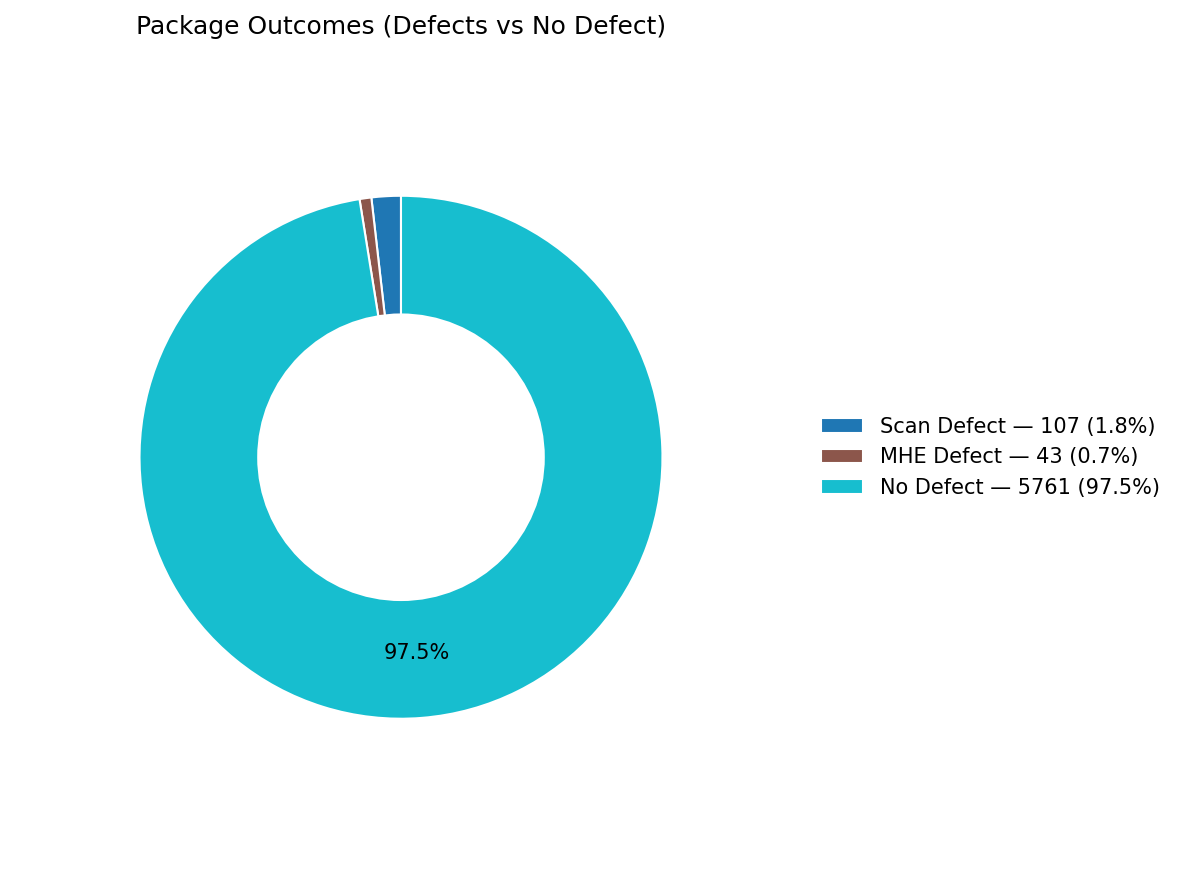 Package Outcomes (Defects vs No Defect)
97.5%
Scan Defect — 107 (1.8%)
MHE Defect — 43 (0.7%)
No Defect — 5761 (97.5%)